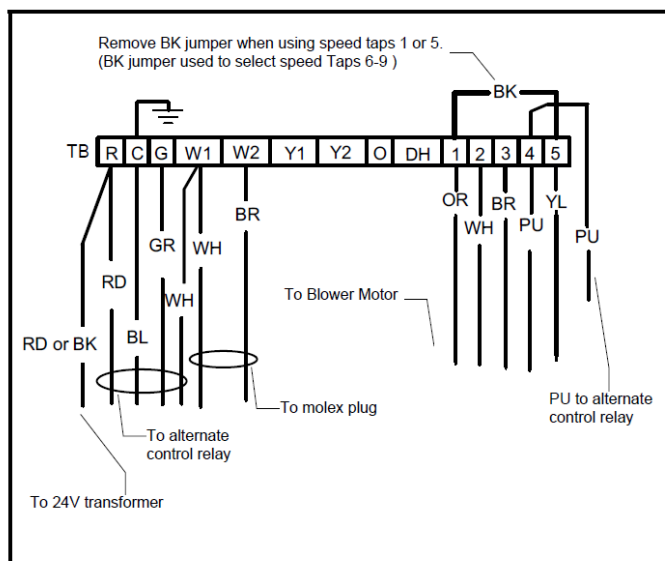 Remove BK jumper when using speed taps 1 or 5.
(BK jumper used to select speed Taps 6-9 )
BK
TB R C G W1 W2 Y1 Y2 O DH 1 2 3 4 5
OR WH BR PU YL
PU
BR
GR WH
RD
WH
RD or BK BL
To Blower Motor
To molex plug
PU to alternate
control relay
To alternate
control relay
To 24V transformer